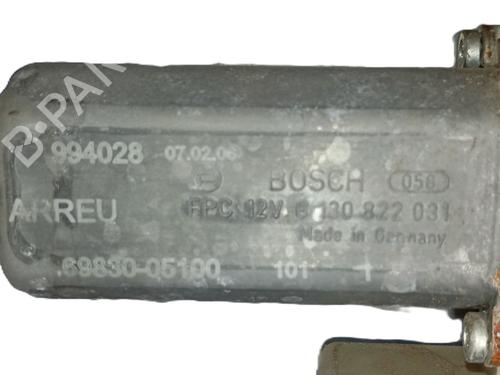 B-PARTS
994028 07.02.06 BOSCH 056
ARREU RPC 12V 0 130 822 031
Made in Germany
69830-05100 101 1